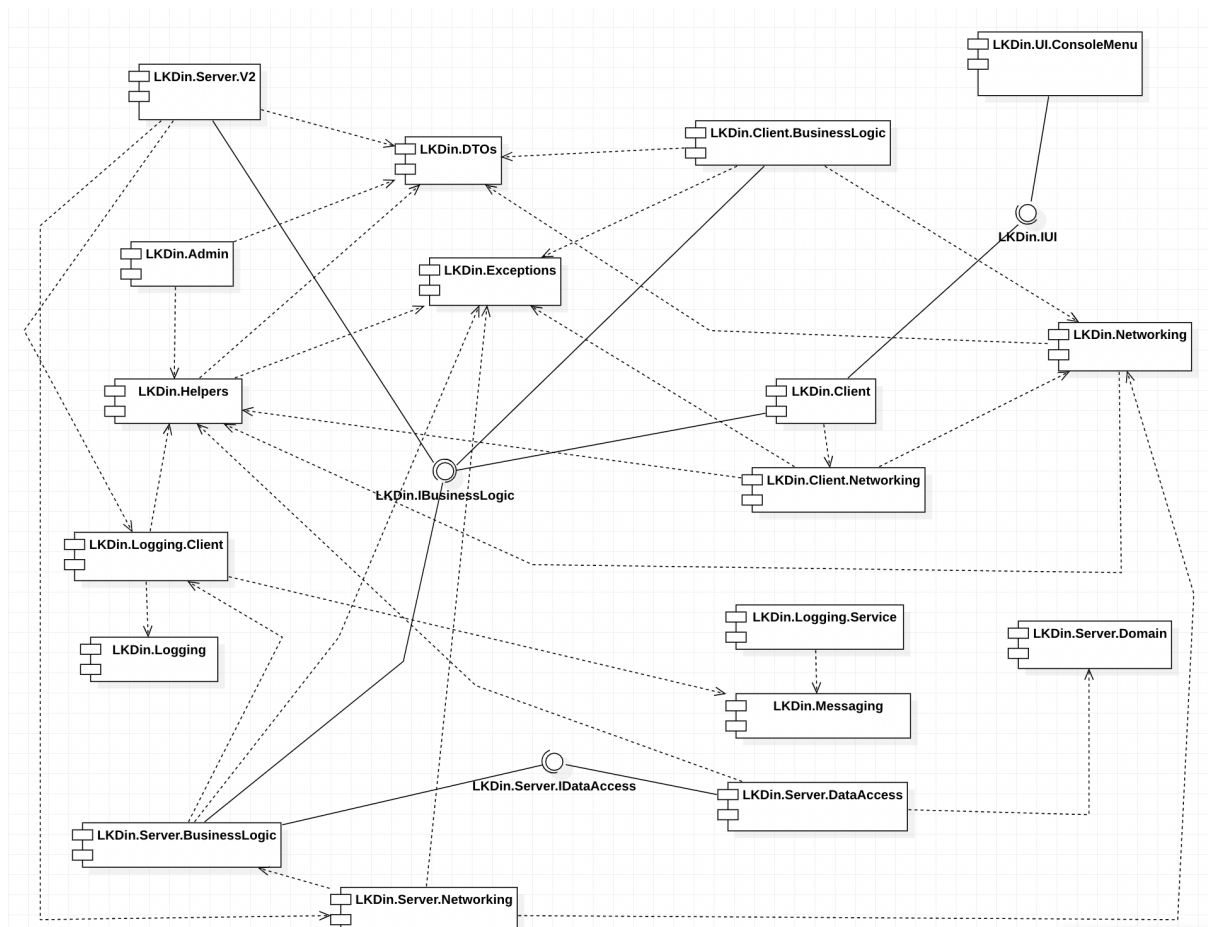 LKDin.UI.ConsoleMenu
LKDin.Server.V2
LKDin.Client.BusinessLogic
LKDin.DTOs
LKDin.IUI
LKDin.Admin
LKDin.Exceptions
LKDin.Networking
LKDin.Helpers
LKDin.Client
LKDin.Client.Networking
LKDin.IBusinessLogic
LKDin.Logging.Client
LKDin.Logging.Service
LKDin.Server.Domain
LKDin.Logging
LKDin.Messaging
LKDin.Server.IDataAccess
LKDin.Server.DataAccess
LKDin.Server.BusinessLogic
LKDin.Server.Networking